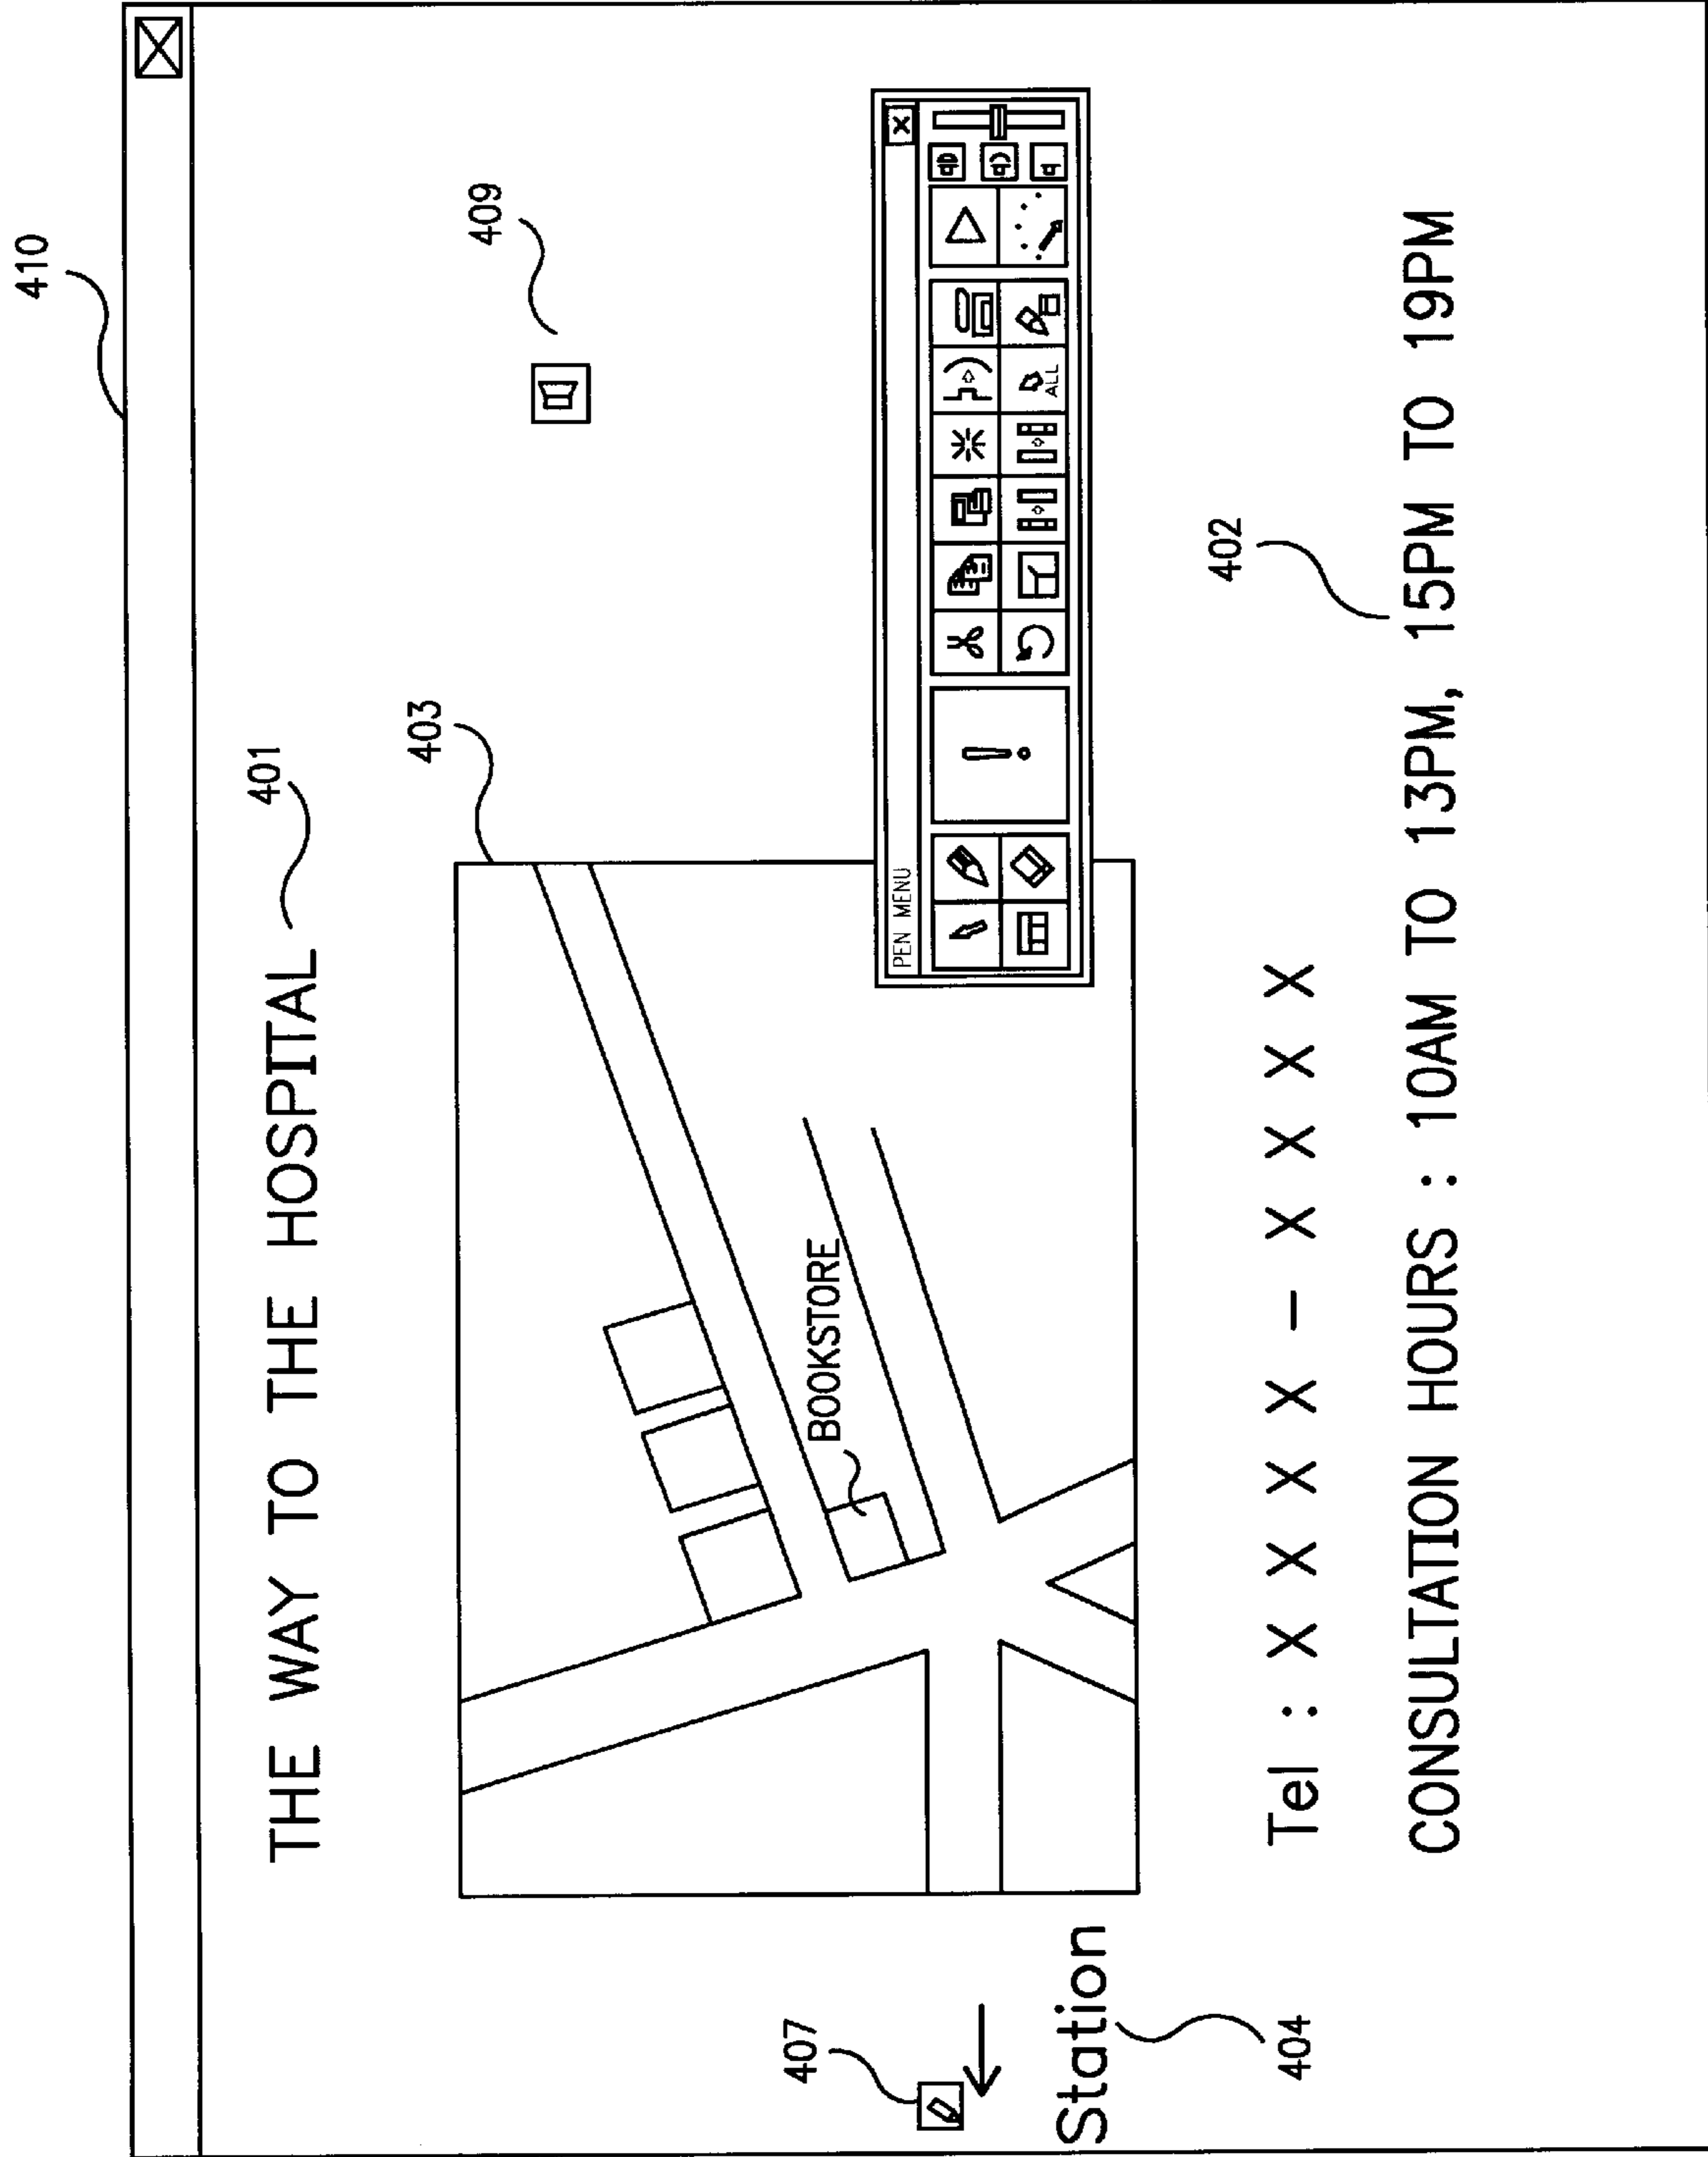 410
THE WAY TO THE HOSPITAL
401
403
409
BOOKSTORE
PEN MENU
ALL
407
Station
404
Tel : X X X X - X X X X
402
CONSULTATION HOURS : 10AM TO 13PM, 15PM TO 19PM